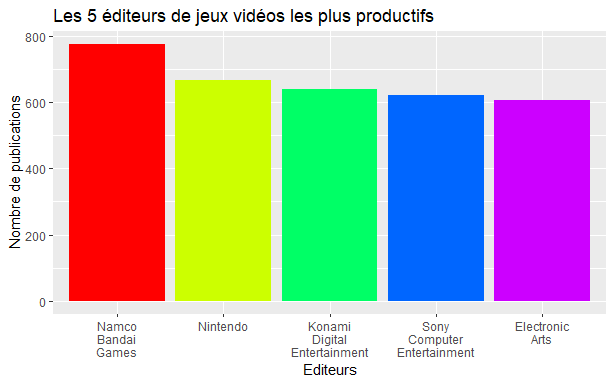 Les 5 éditeurs de jeux vidéos les plus productifs
Nombre de publications
800
600
400
200
0
Namco
Bandai
Games
Nintendo
Konami
Digital
Entertainment
Sony
Computer
Entertainment
Electronic
Arts
Editeurs